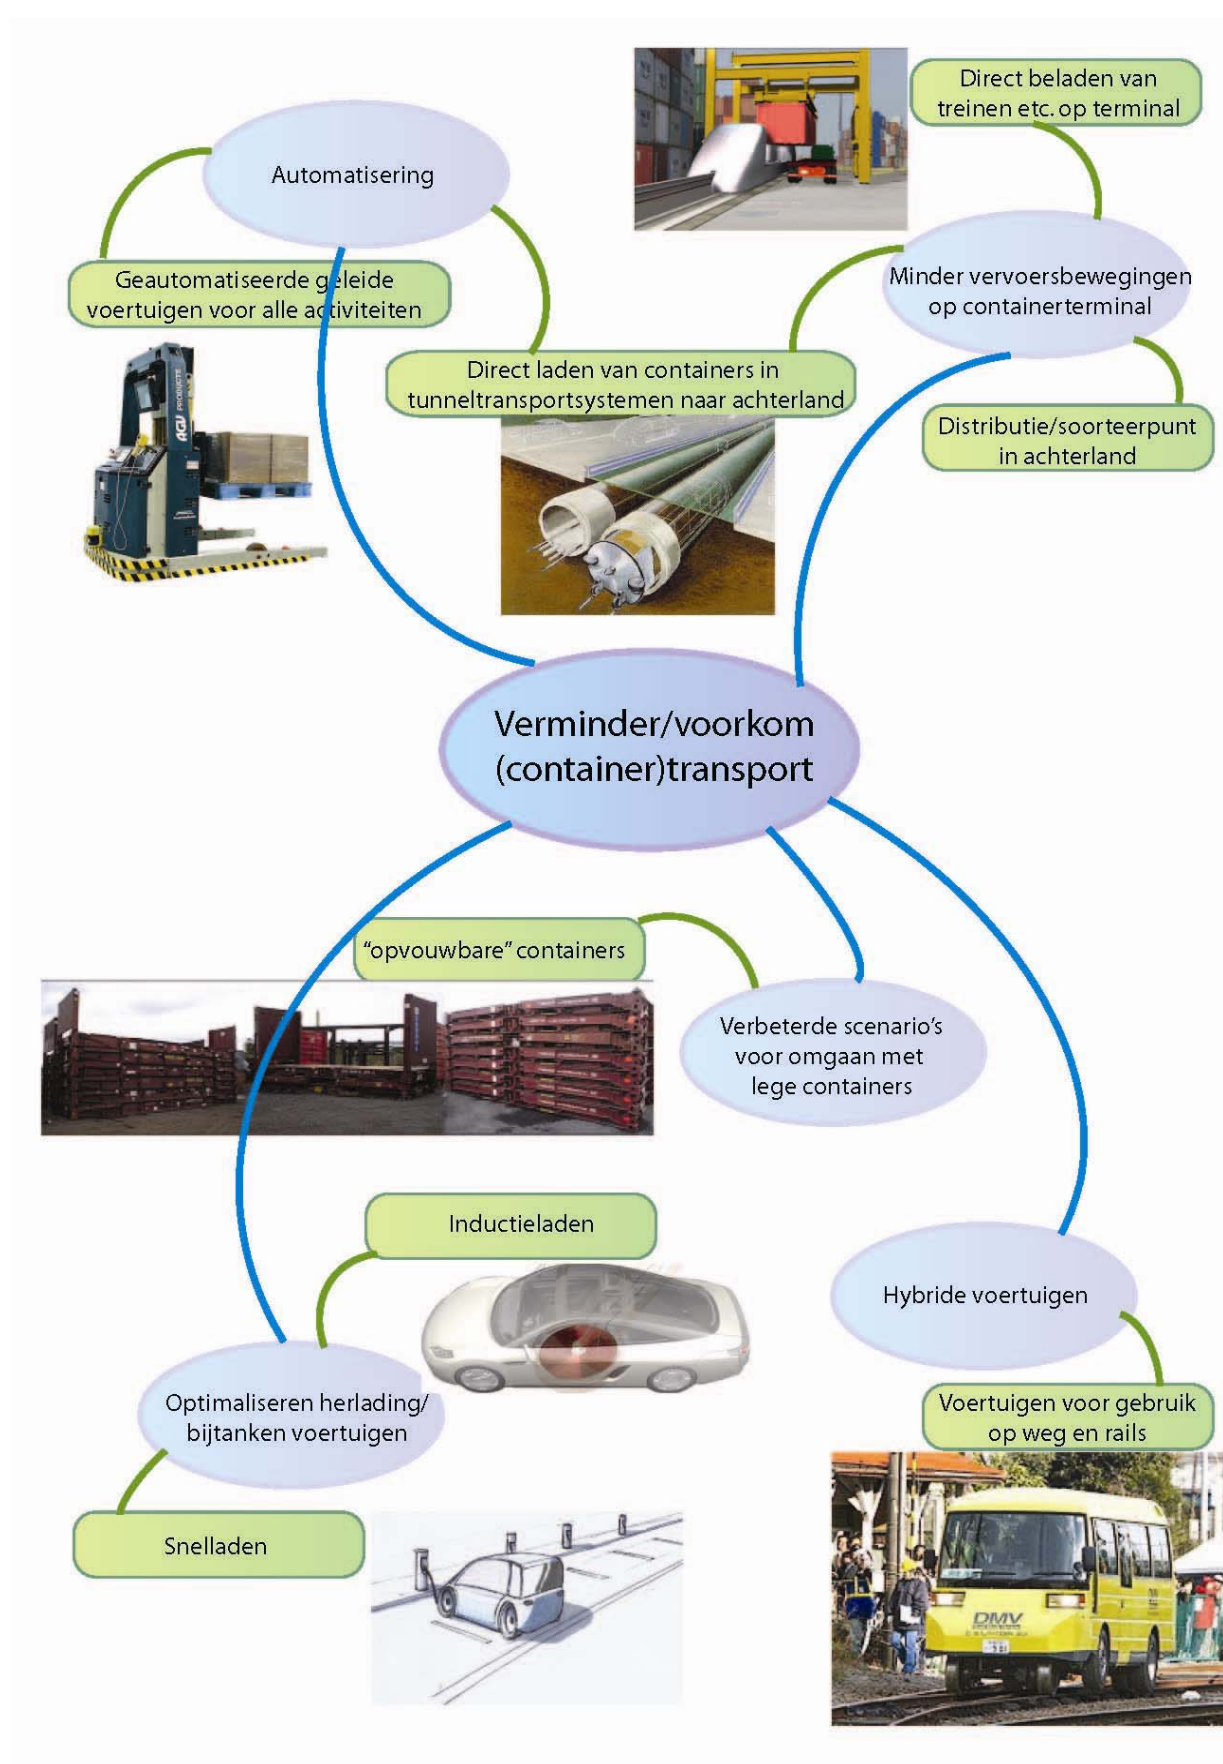 Direct beladen van
treinen etc. op terminal
Automatisering
Geautomatiseerde geleide
voertuigen voor alle activiteiten
Minder vervoersbewegingen
op containerterminal
Direct laden van containers in
tunneltransportsystemen naar achterland
Distributie/soorteerpunt
in achterland
AGV PRODUCTS
Verminder/voorkom
(container)transport
“opvouwbare” containers
Verbeterde scenario’s
voor omgaan met
lege containers
Inductieladen
Hybride voertuigen
Optimaliseren herlading/
bijtanken voertuigen
Voertuigen voor gebruik
op weg en rails
Snelladen
DMV